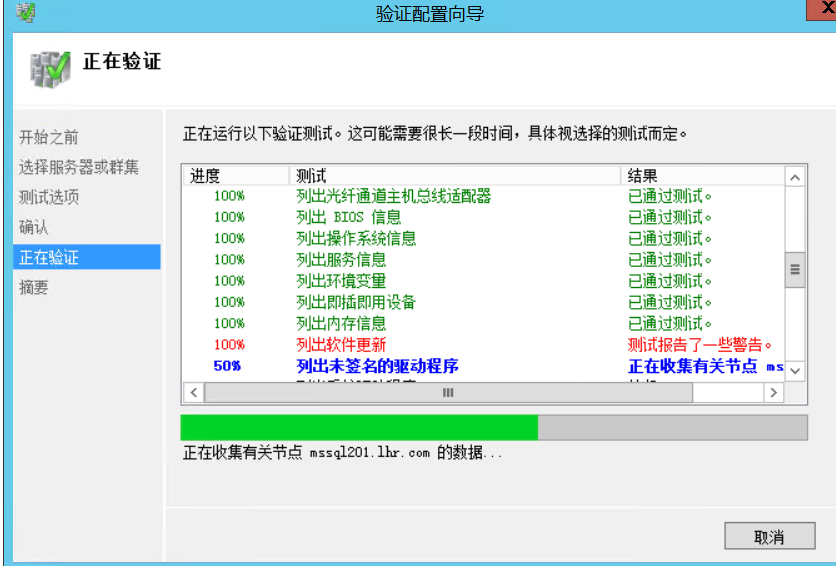 验证配置向导
正在验证
开始之前
选择服务器或群集
测试选项
确认
正在验证
摘要
正在运行以下验证测试。这可能需要很长一段时间，具体视选择的测试而定。
进度 测试 结果
100% 列出光纤通道主机总线适配器 已通过测试。
100% 列出 BIOS 信息 已通过测试。
100% 列出操作系统信息 已通过测试。
100% 列出服务信息 已通过测试。
100% 列出环境变量 已通过测试。
100% 列出即插即用设备 已通过测试。
100% 列出内存信息 已通过测试。
100% 列出软件更新 测试报告了一些警告。
50% 列出未签名的驱动程序 正在收集有关节点 ms
正在收集有关节点 mssql201.lhr.com 的数据...
取消